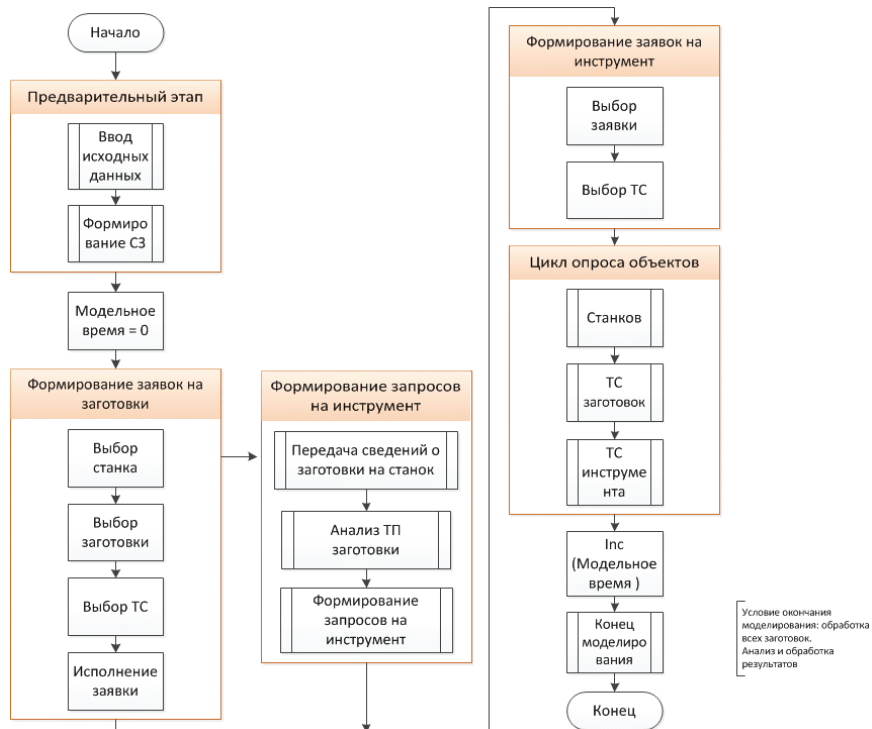 Начало
Предварительный этап
Ввод
исходных
данных
Формиро
вание СЗ
Модельное
время = 0
Формирование заявок на
заготовки
Выбор
станка
Выбор
заготовки
Выбор ТС
Исполнение
заявки
Формирование запросов
на инструмент
Передача сведений о
заготовки на станок
Анализ ТП
заготовки
Формирование
запросов на
инструмент
Формирование заявок на
инструмент
Выбор
заявки
Выбор ТС
Цикл опроса объектов
Станков
ТС
заготовок
ТС
инструме
нта
Inc
(Модельное
время )
Конец
моделиро
вания
Конец
Условие окончания
моделирования: обработка
всех заготовок.
Анализ и обработка
результатов